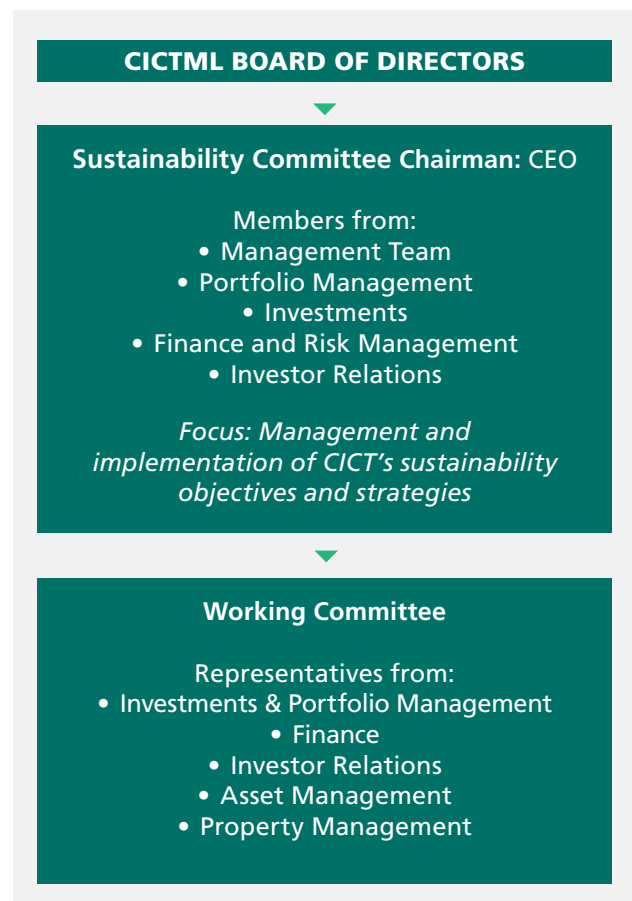 CICTML BOARD OF DIRECTORS
Sustainability Committee Chairman: CEO
Members from:
• Management Team
• Portfolio Management
• Investments
• Finance and Risk Management
• Investor Relations
Focus: Management and
implementation of CICT’s sustainability
objectives and strategies
Working Committee
Representatives from:
• Investments & Portfolio Management
• Finance
• Investor Relations
• Asset Management
• Property Management